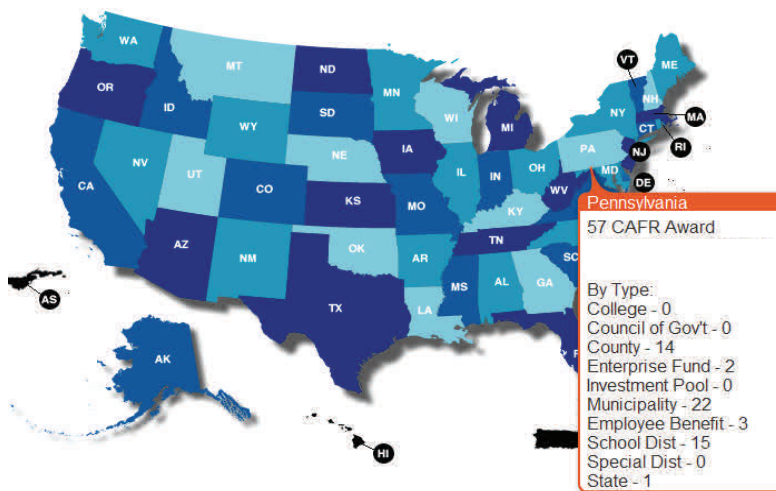 WA
MT
ND
MN
VT
ME
OR
ID
SD
WI
NY
NH
MA
WY
MI
CT
RI
IA
PA
NJ
NV
NE
IL
IN
OH
MD
DE
UT
CO
KS
MO
WV
CA
KY
AZ
NM
OK
AR
TN
SC
MS
AL
GA
TX
LA
AS
AK
HI
Pennsylvania
57 CAFR Award
By Type:
College - 0
Council of Gov't - 0
County - 14
Enterprise Fund - 2
Investment Pool - 0
Municipality - 22
Employee Benefit - 3
School Dist - 15
Special Dist - 0
State - 1